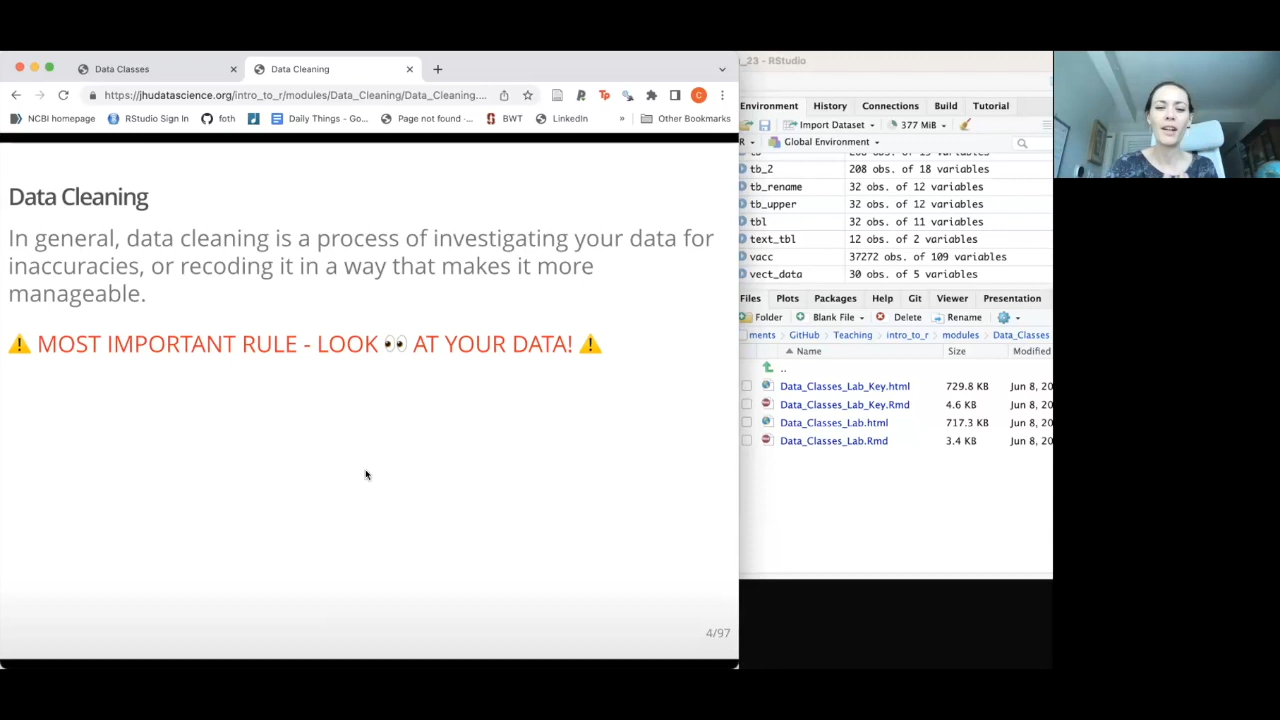 Data Classes
Data Cleaning
https://jhudatascience.org/intro_to_r/modules/Data_Cleaning/Data_Cleaning....
NCBI homepage
RStudio Sign In
foth
Daily Things - Go...
Page not found -...
BWT
LinkedIn
»
Other Bookmarks
Data Cleaning
In general, data cleaning is a process of investigating your data for
inaccuracies, or recoding it in a way that makes it more
manageable.
⚠️ MOST IMPORTANT RULE - LOOK 👀 AT YOUR DATA! ⚠️
4/97
_23 - RStudio
Environment History Connections Build Tutorial
Import Dataset 377 MiB
R Global Environment
tb_2 208 obs. of 18 variables
tb_rename 32 obs. of 12 variables
tb_upper 32 obs. of 12 variables
tbl 32 obs. of 11 variables
text_tbl 12 obs. of 2 variables
vacc 37272 obs. of 109 variables
vect_data 30 obs. of 5 variables
Files Plots Packages Help Git Viewer Presentation
Folder Blank File Delete Rename
ments GitHub Teaching intro_to_r modules Data_Classes
Name Size Modified
..
Data_Classes_Lab_Key.html 729.8 KB Jun 8, 20
Data_Classes_Lab_Key.Rmd 4.6 KB Jun 8, 20
Data_Classes_Lab.html 717.3 KB Jun 8, 20
Data_Classes_Lab.Rmd 3.4 KB Jun 8, 20